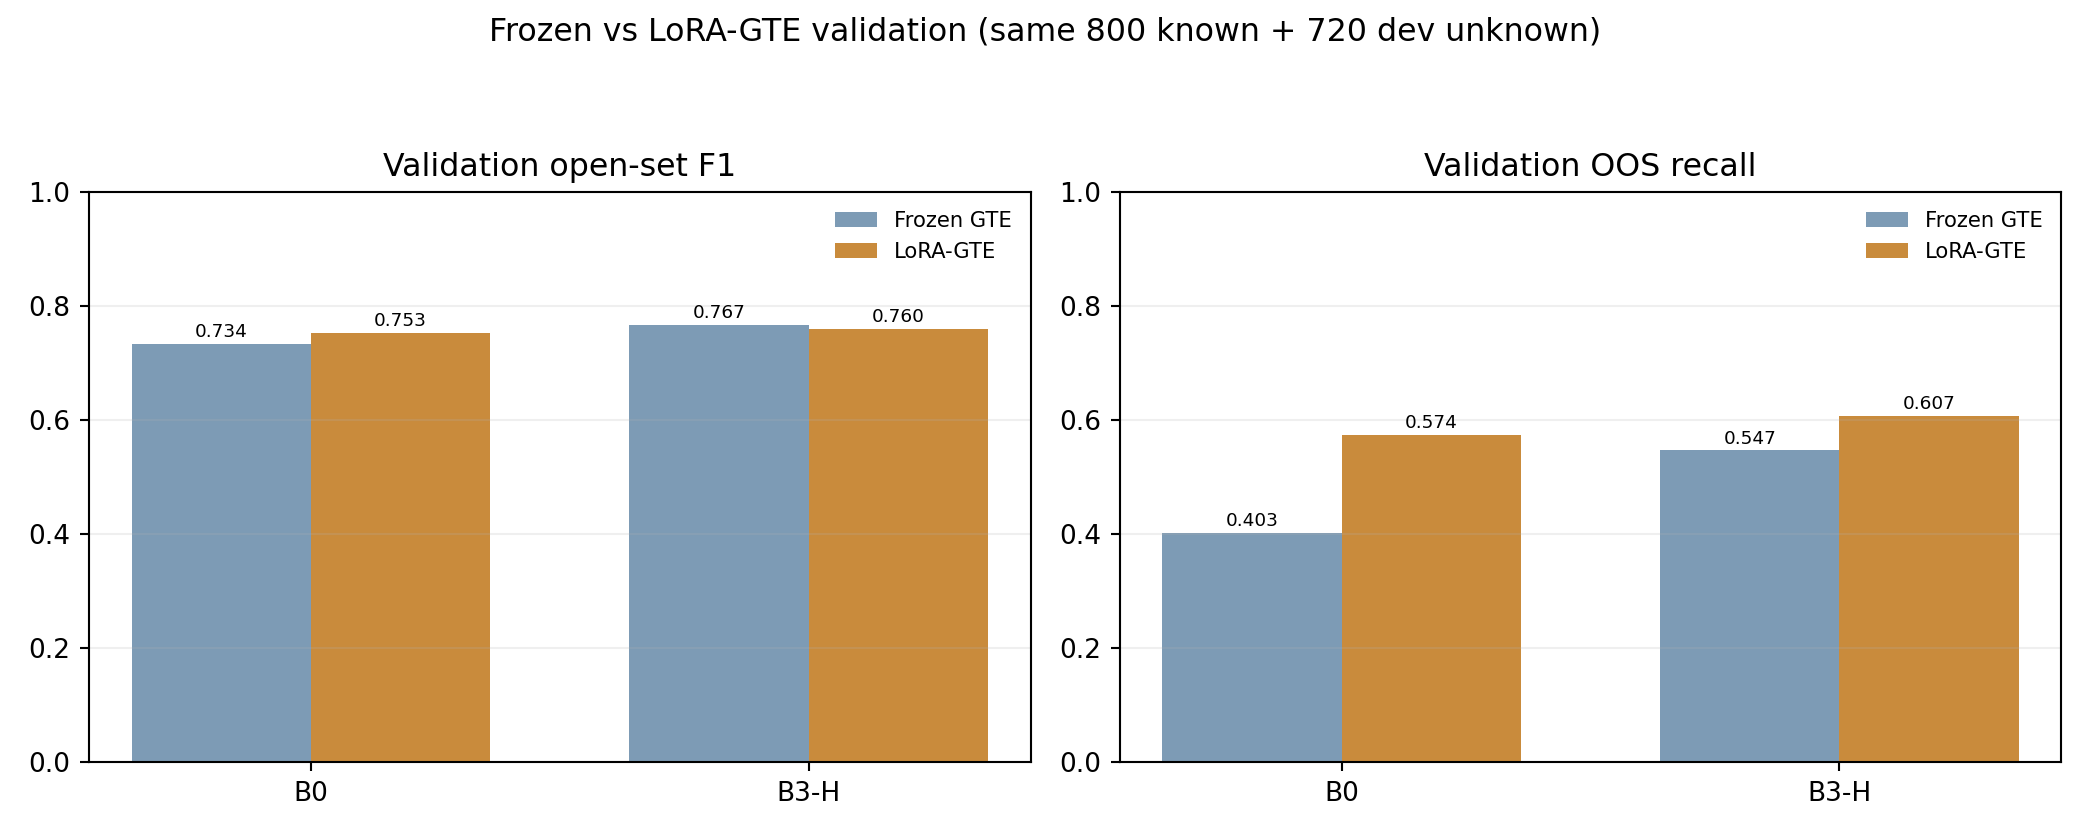 Frozen vs LoRA-GTE validation (same 800 known + 720 dev unknown)
Validation open-set F1
1.0
0.8
0.6
0.4
0.2
0.0
Frozen GTE
LoRA-GTE
0.734
0.753
0.767
0.760
B0
B3-H
Validation OOS recall
1.0
0.8
0.6
0.4
0.2
0.0
Frozen GTE
LoRA-GTE
0.403
0.574
0.547
0.607
B0
B3-H